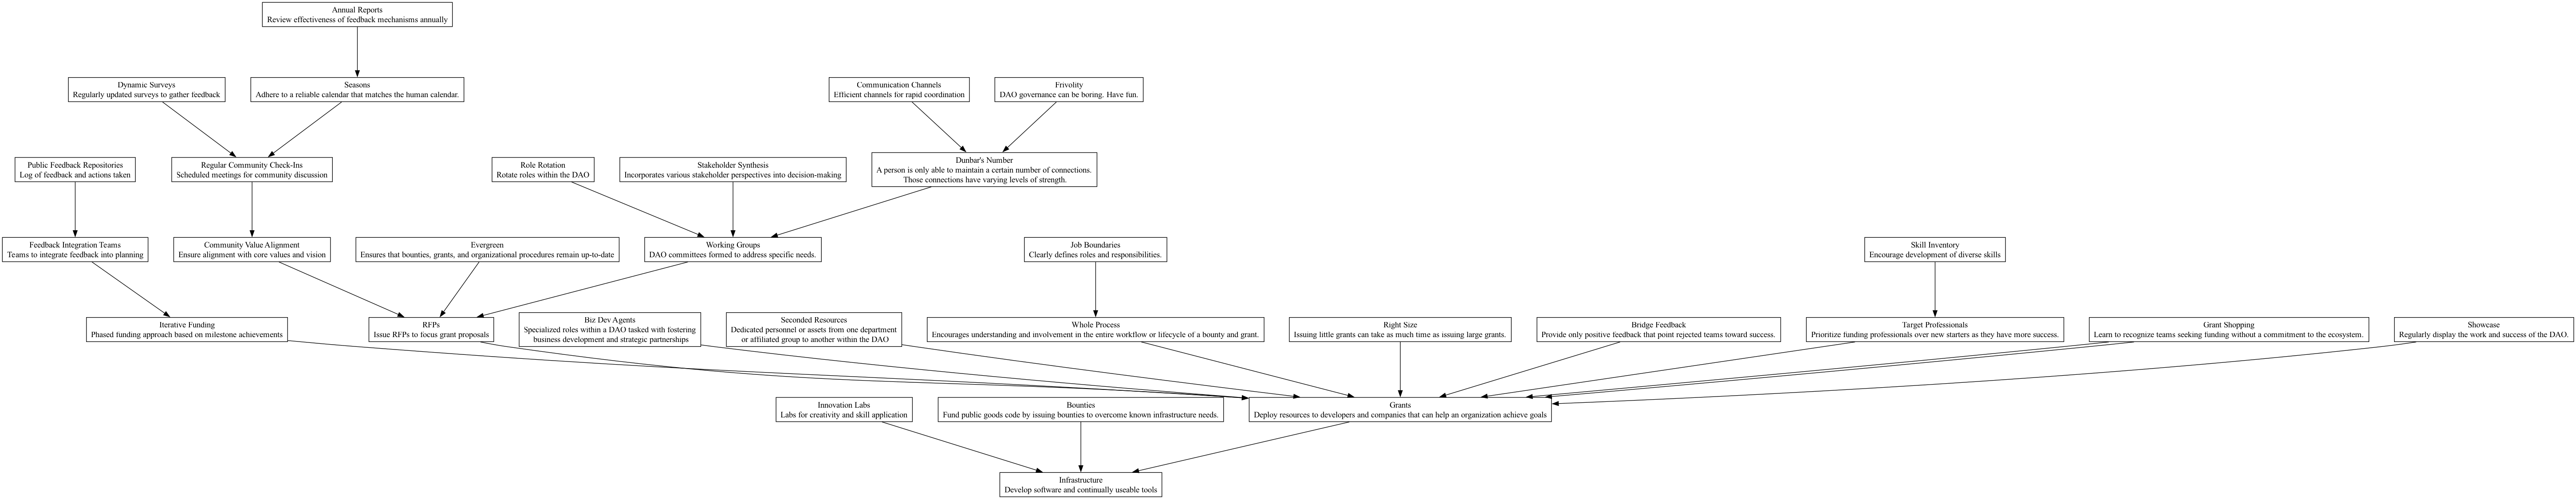 Annual Reports
Review effectiveness of feedback mechanisms annually
Dynamic Surveys
Regularly updated surveys to gather feedback
Seasons
Adhere to a reliable calendar that matches the human calendar.
Communication Channels
Efficient channels for rapid coordination
Frivolity
DAO governance can be boring. Have fun.
Public Feedback Repositories
Log of feedback and actions taken
Regular Community Check-Ins
Scheduled meetings for community discussion
Role Rotation
Rotate roles within the DAO
Stakeholder Synthesis
Incorporates various stakeholder perspectives into decision-making
Dunbar's Number
A person is only able to maintain a certain number of connections.
Those connections have varying levels of strength.
Feedback Integration Teams
Teams to integrate feedback into planning
Community Value Alignment
Ensure alignment with core values and vision
Evergreen
Ensures that bounties, grants, and organizational procedures remain up-to-date
Working Groups
DAO committees formed to address specific needs.
Job Boundaries
Clearly defines roles and responsibilities.
Skill Inventory
Encourage development of diverse skills
Iterative Funding
Phased funding approach based on milestone achievements
RFPs
Issue RFPs to focus grant proposals
Biz Dev Agents
Specialized roles within a DAO tasked with fostering
business development and strategic partnerships
Seconded Resources
Dedicated personnel or assets from one department
or affiliated group to another within the DAO
Whole Process
Encourages understanding and involvement in the entire workflow or lifecycle of a bounty and grant.
Right Size
Issuing little grants can take as much time as issuing large grants.
Bridge Feedback
Provide only positive feedback that point rejected teams toward success.
Target Professionals
Prioritize funding professionals over new starters as they have more success.
Grant Shopping
Learn to recognize teams seeking funding without a commitment to the ecosystem.
Showcase
Regularly display the work and success of the DAO.
Innovation Labs
Labs for creativity and skill application
Bounties
Fund public goods code by issuing bounties to overcome known infrastructure needs.
Grants
Deploy resources to developers and companies that can help an organization achieve goals
Infrastructure
Develop software and continually useable tools